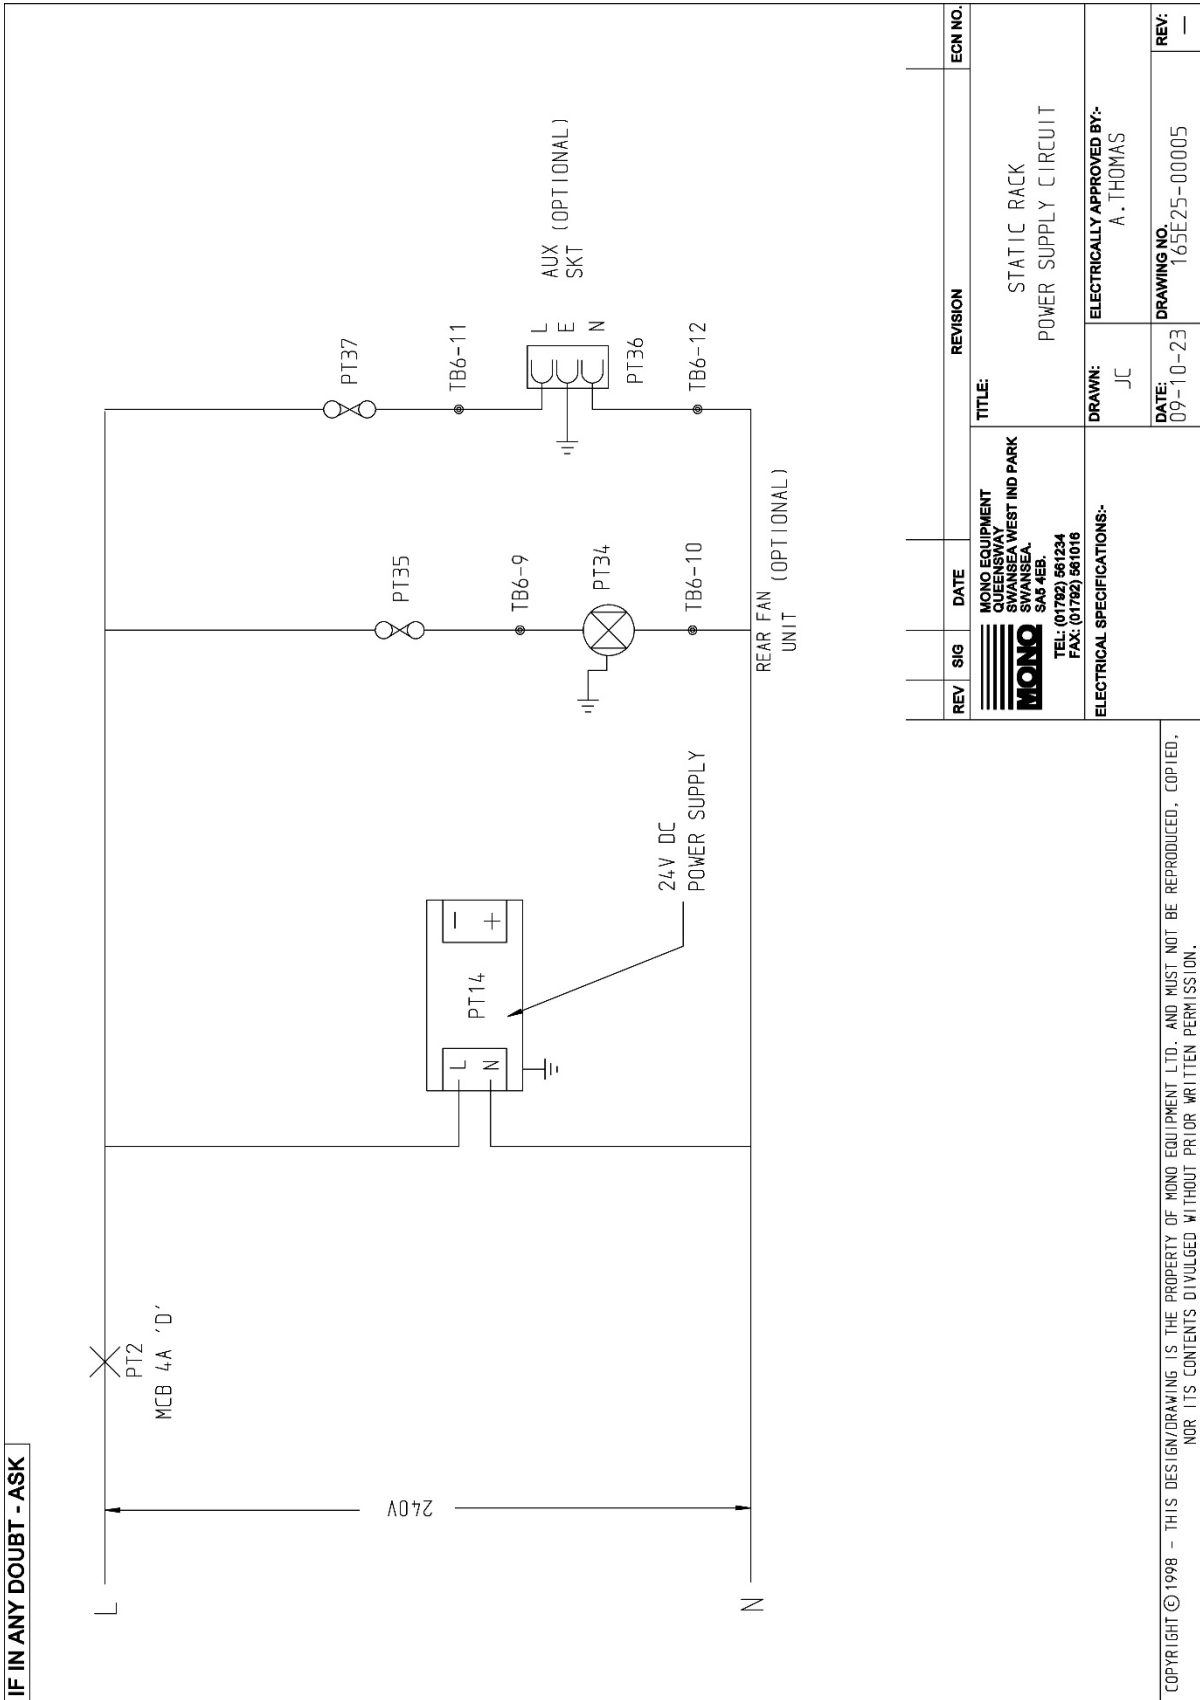 IF IN ANY DOUBT - ASK
L
PT2
MCB 4A 'D'
240V
N
L
N
PT14
-
+
24V DC
POWER SUPPLY
PT35
TB6-9
PT34
TB6-10
REAR FAN (OPTIONAL)
UNIT
PT37
TB6-11
AUX (OPTIONAL)
SKT
L
E
N
PT36
TB6-12
REV SIG DATE REVISION ECN NO.
MONO
MONO EQUIPMENT
QUEENSWAY
SWANSEA WEST IND PARK
SWANSEA.
SA5 4EB.
TEL: (01792) 561234
FAX: (01792) 561016
TITLE:
STATIC RACK
POWER SUPPLY CIRCUIT
ELECTRICAL SPECIFICATIONS:-
DRAWN:
JC
ELECTRICALLY APPROVED BY:-
A.THOMAS
DATE:
09-10-23
DRAWING NO.
165E25-00005
REV:
-
COPYRIGHT © 1998 - THIS DESIGN/DRAWING IS THE PROPERTY OF MONO EQUIPMENT LTD. AND MUST NOT BE REPRODUCED, COPIED,
NOR ITS CONTENTS DIVULGED WITHOUT PRIOR WRITTEN PERMISSION.